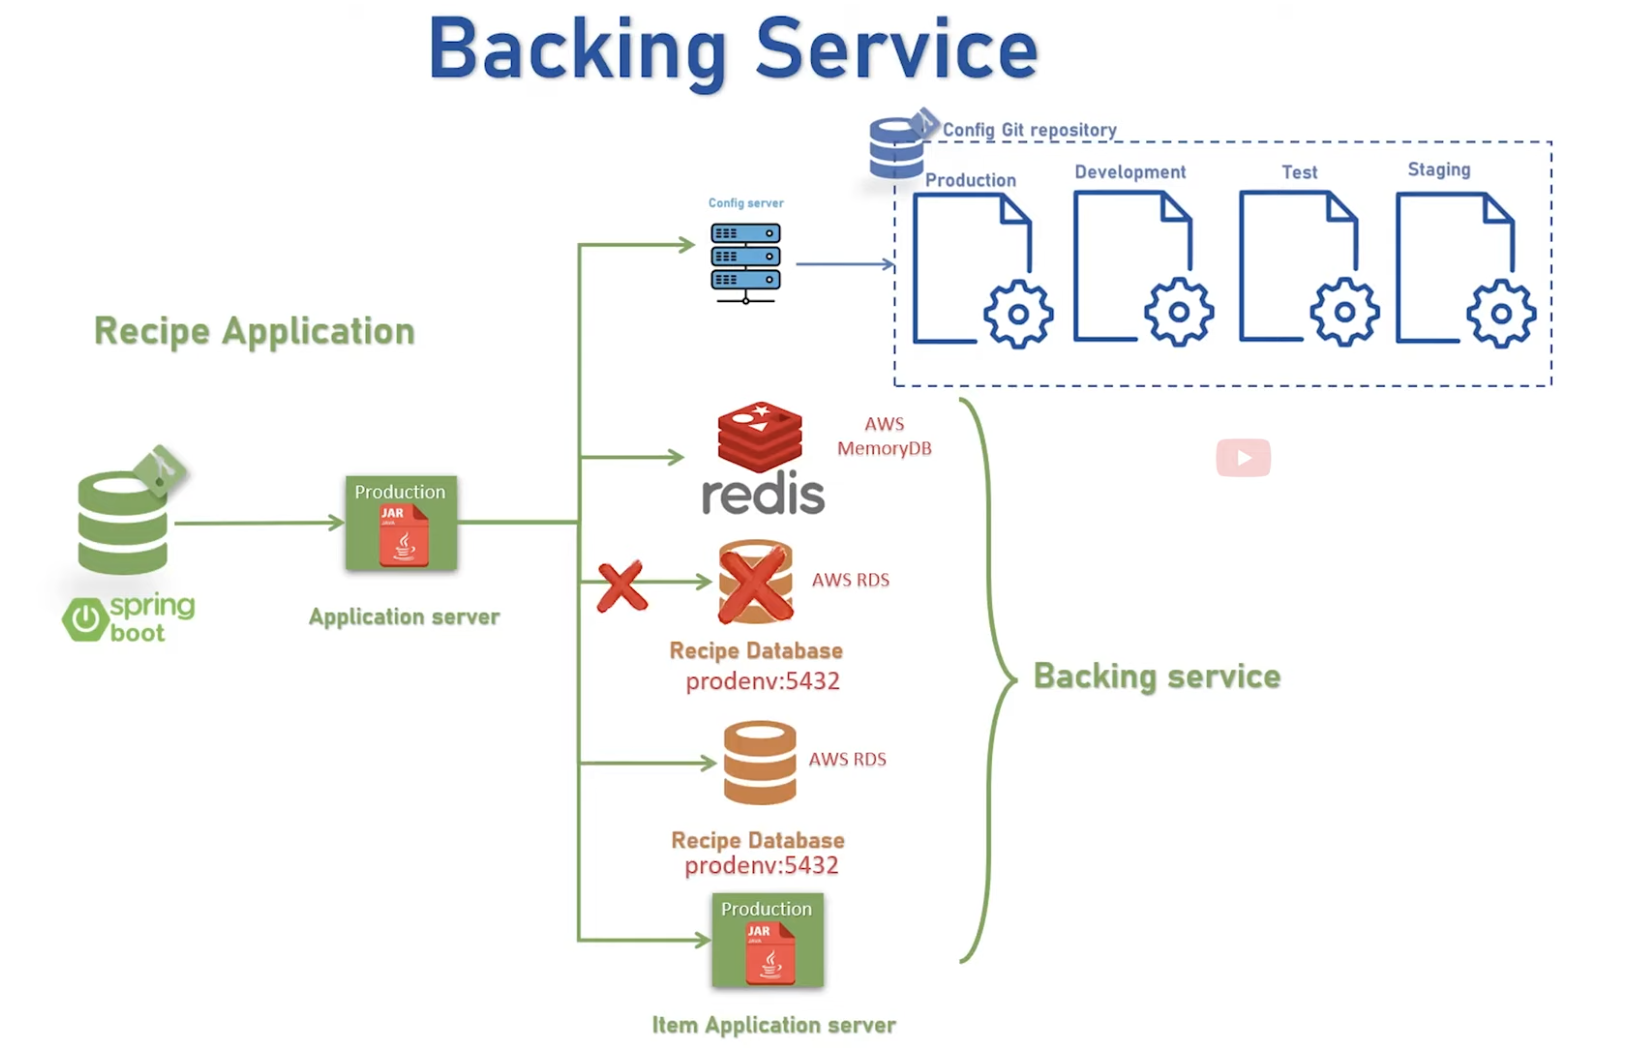 Backing Service
Config Git repository
Production
Development
Test
Staging
Config server
Recipe Application
AWS
MemoryDB
redis
Production
JAR
JAVA
spring
boot
Application server
AWS RDS
Recipe Database
prodenv:5432
Backing service
AWS RDS
Recipe Database
prodenv:5432
Production
JAR
JAVA
Item Application server